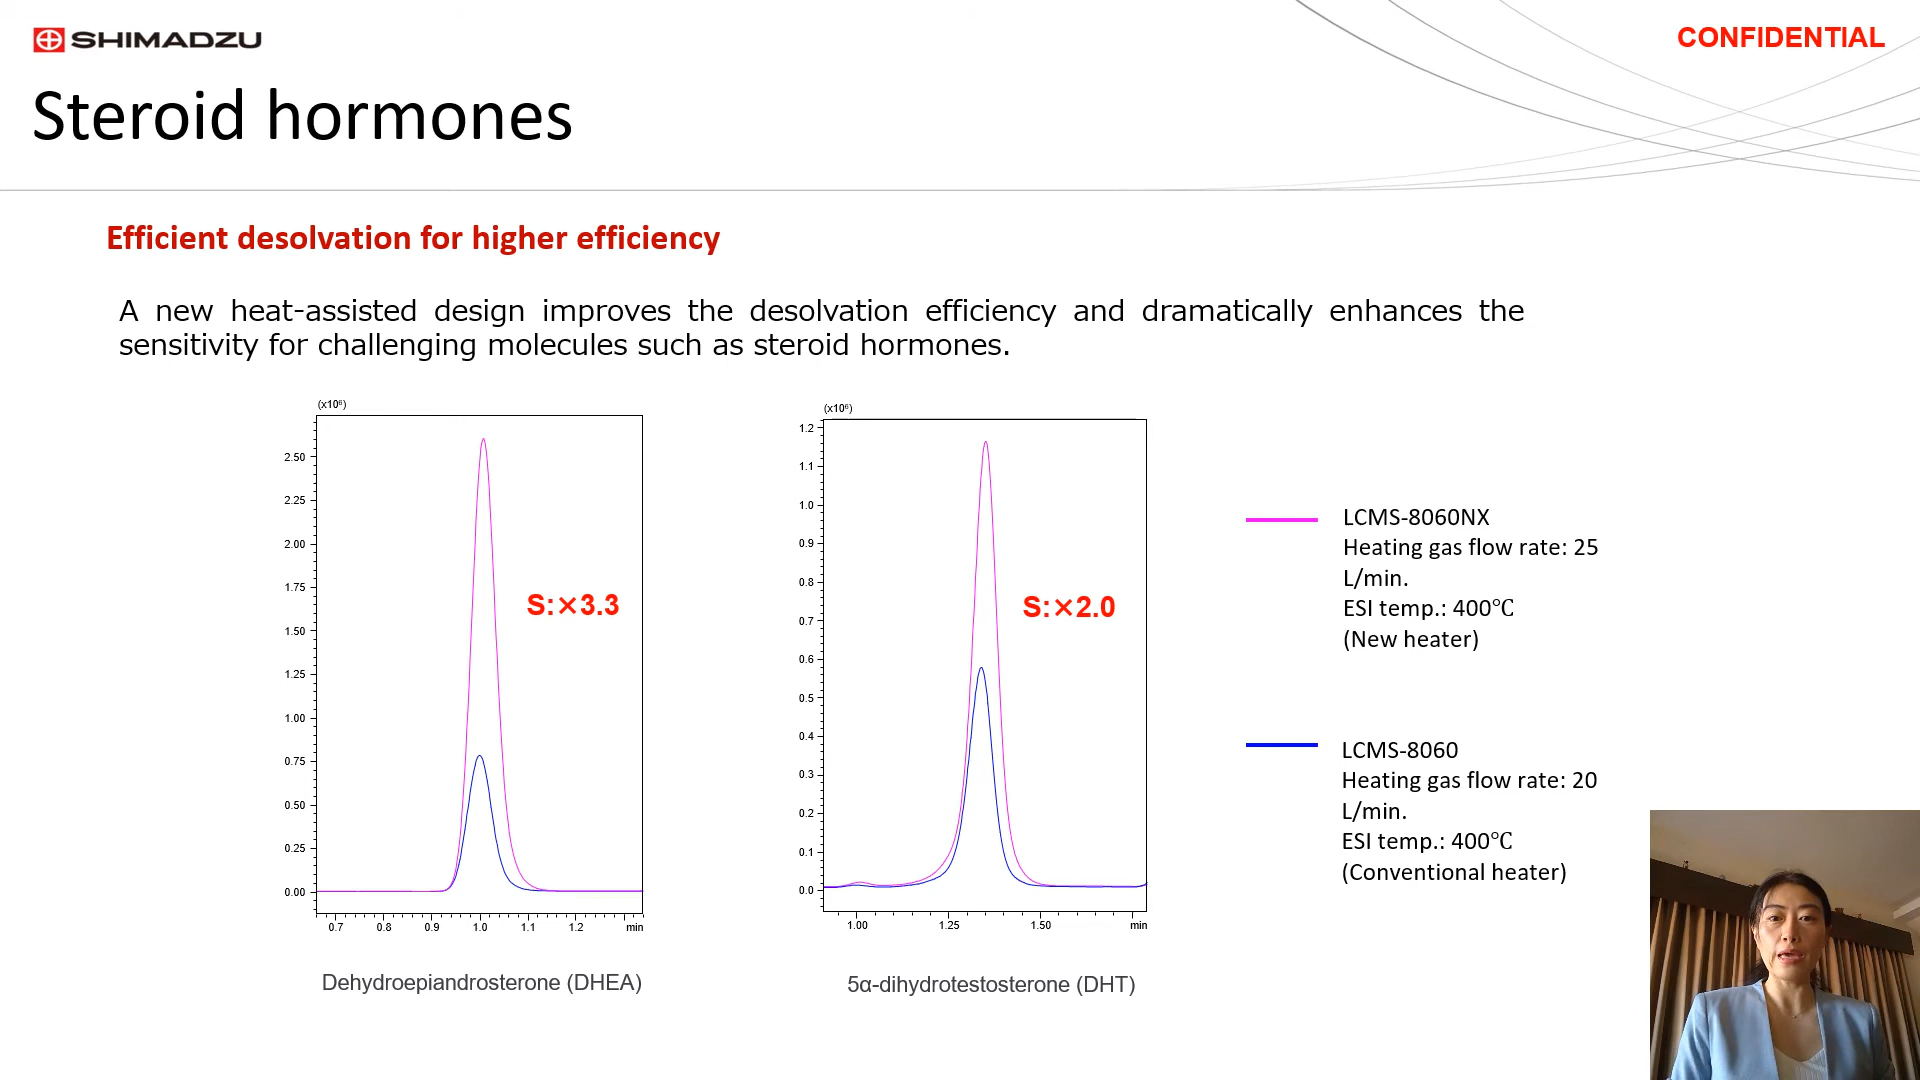 SHIMADZU
CONFIDENTIAL
Steroid hormones
Efficient desolvation for higher efficiency
A new heat-assisted design improves the desolvation efficiency and dramatically enhances the
sensitivity for challenging molecules such as steroid hormones.
(x10⁶)
2.50
2.25
2.00
1.75
1.50
1.25
1.00
0.75
0.50
0.25
0.00
0.7 0.8 0.9 1.0 1.1 1.2 min
S:×3.3
Dehydroepiandrosterone (DHEA)
(x10⁶)
1.2
1.1
1.0
0.9
0.8
0.7
0.6
0.5
0.4
0.3
0.2
0.1
0.0
1.00 1.25 1.50 min
S:×2.0
5α-dihydrotestosterone (DHT)
LCMS-8060NX
Heating gas flow rate: 25
L/min.
ESI temp.: 400℃
(New heater)
LCMS-8060
Heating gas flow rate: 20
L/min.
ESI temp.: 400℃
(Conventional heater)